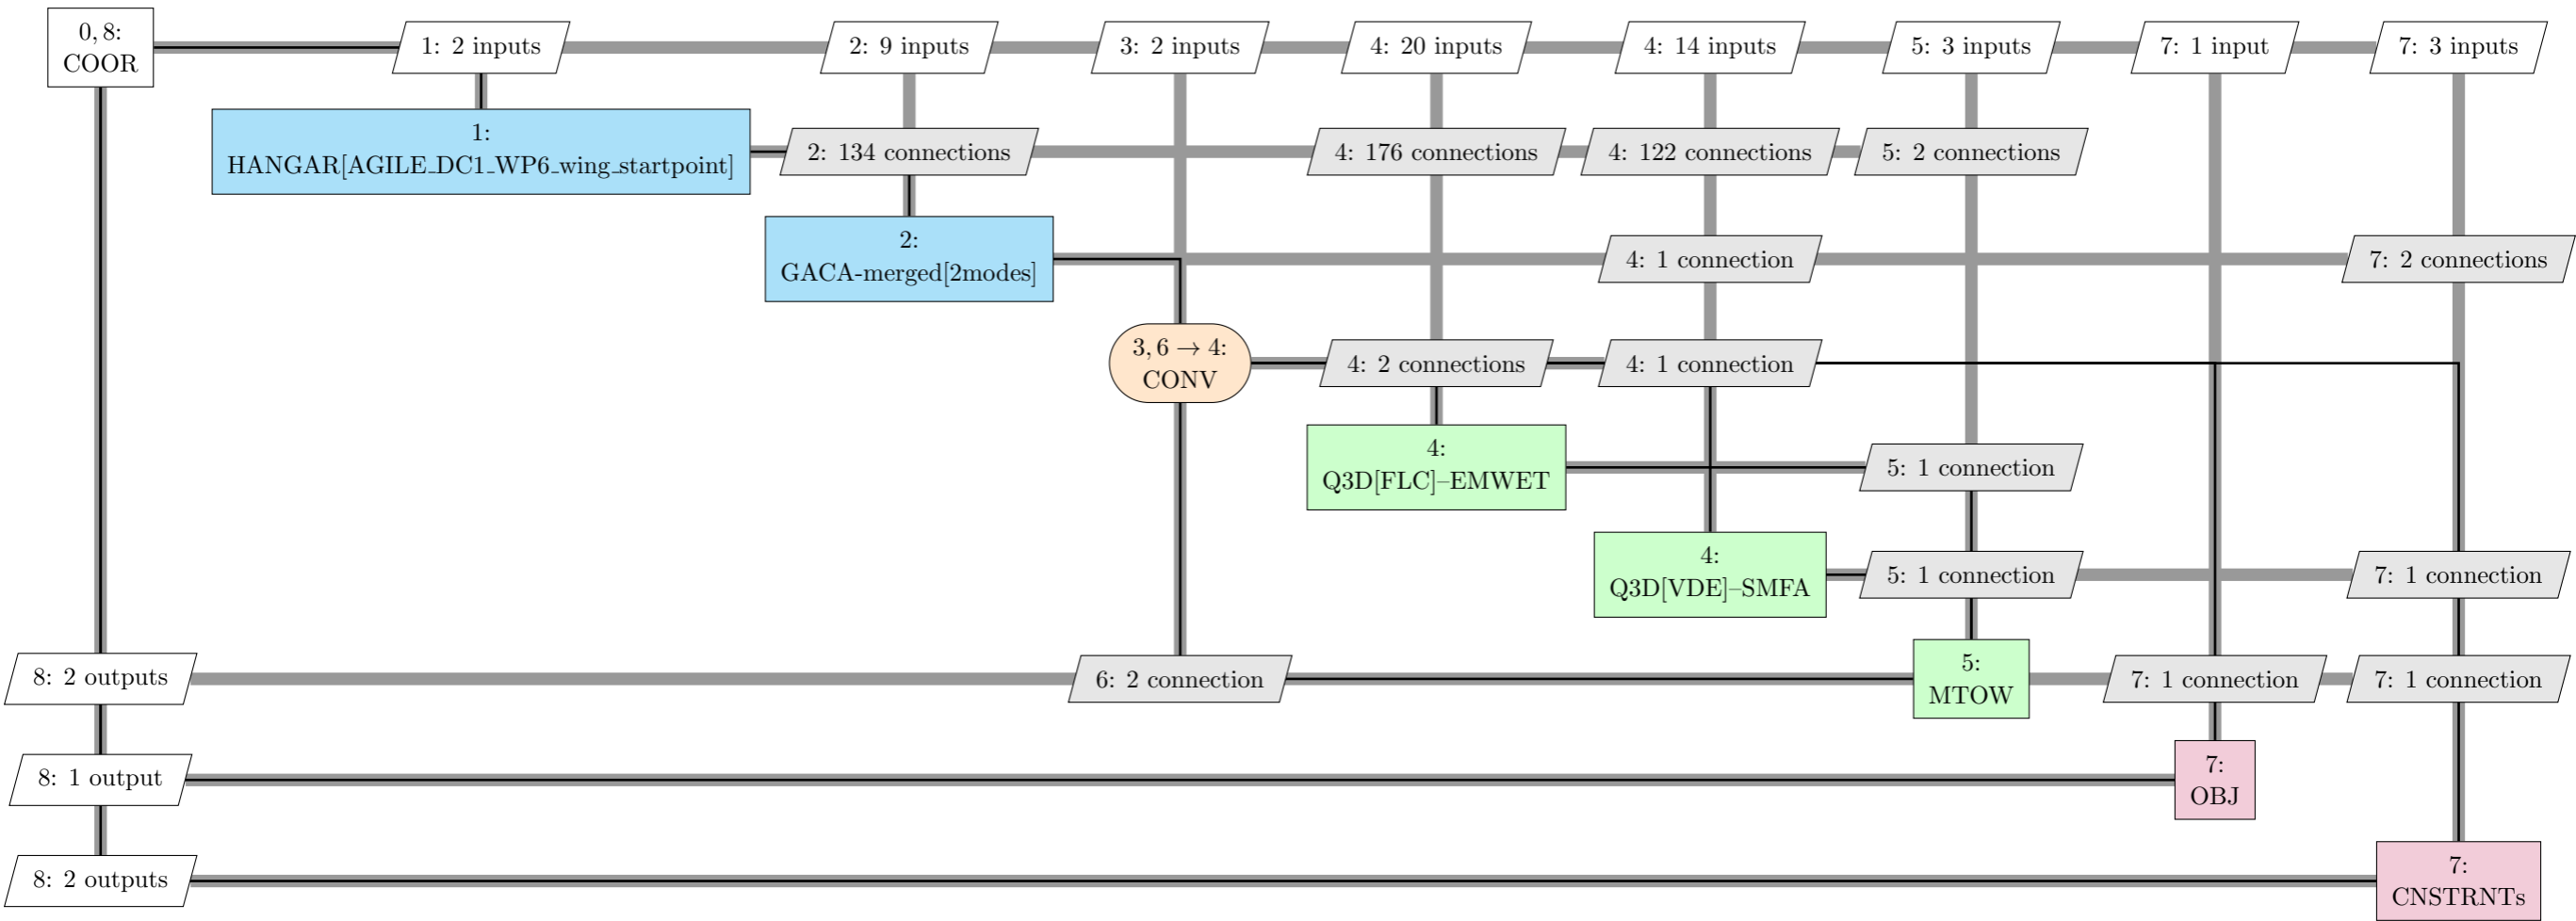 0, 8:
COOR
1: 2 inputs
2: 9 inputs
3: 2 inputs
4: 20 inputs
4: 14 inputs
5: 3 inputs
7: 1 input
7: 3 inputs
1:
HANGAR[AGILE_DC1_WP6_wing_startpoint]
2: 134 connections
4: 176 connections
4: 122 connections
5: 2 connections
2:
GACA-merged[2modes]
4: 1 connection
7: 2 connections
3, 6 → 4:
CONV
4: 2 connections
4: 1 connection
4:
Q3D[FLC]–EMWET
5: 1 connection
4:
Q3D[VDE]–SMFA
5: 1 connection
7: 1 connection
8: 2 outputs
6: 2 connection
5:
MTOW
7: 1 connection
7: 1 connection
8: 1 output
7:
OBJ
8: 2 outputs
7:
CNSTRNTs